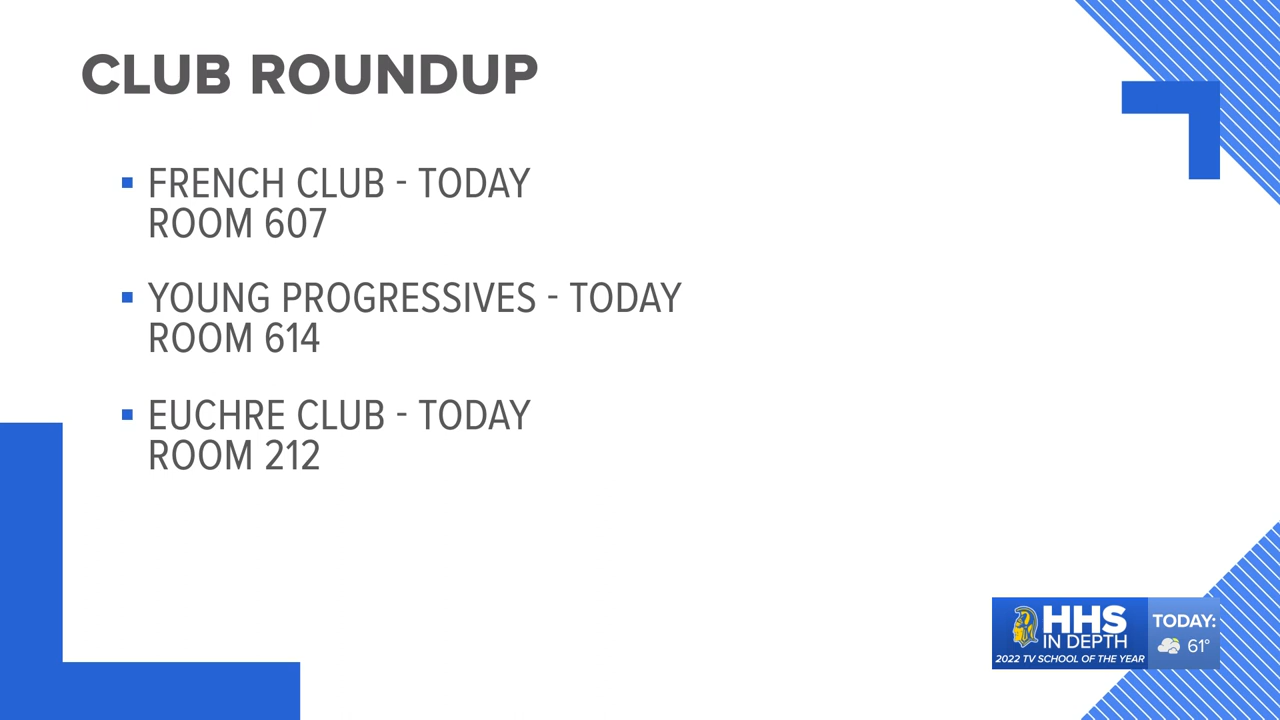 CLUB ROUNDUP
FRENCH CLUB - TODAY
ROOM 607
YOUNG PROGRESSIVES - TODAY
ROOM 614
EUCHRE CLUB - TODAY
ROOM 212
HHS
IN DEPTH
2022 TV SCHOOL OF THE YEAR
TODAY:
61°